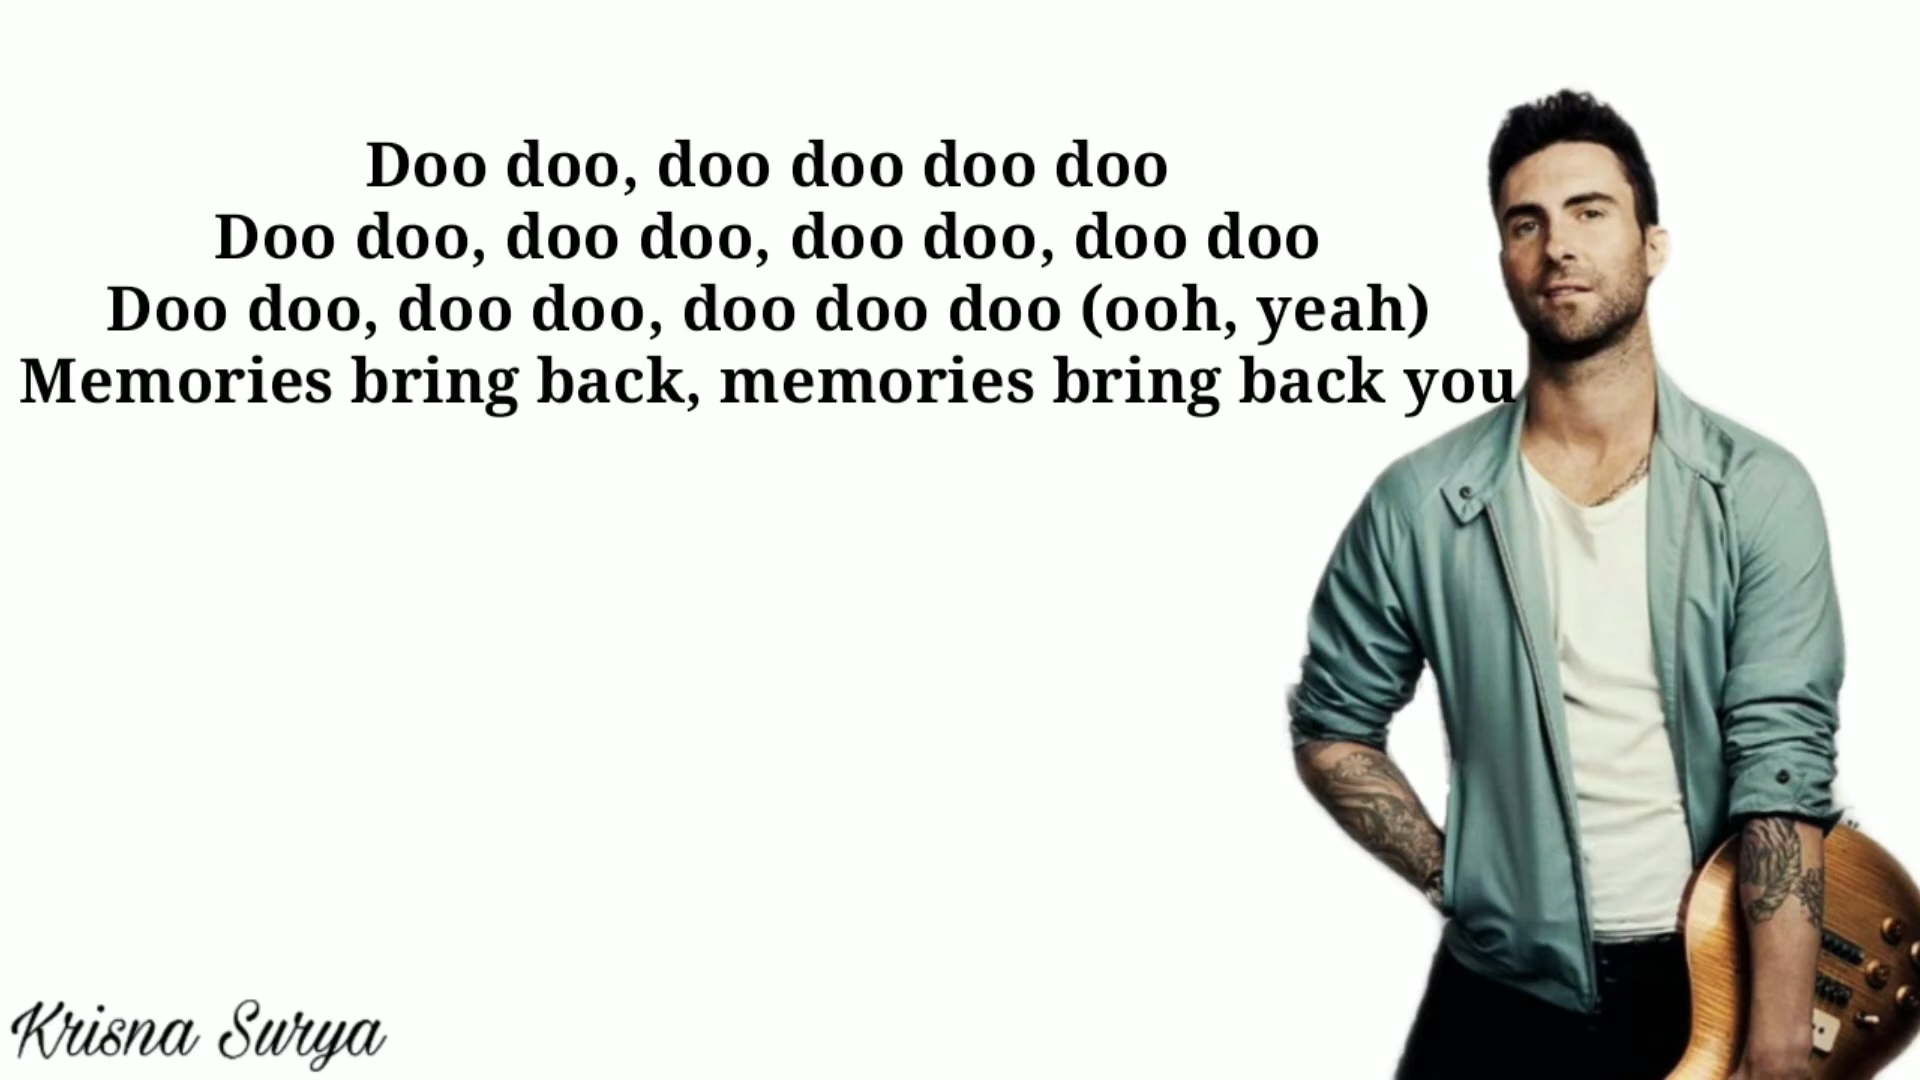 Doo doo, doo doo doo doo
Doo doo, doo doo, doo doo, doo doo
Doo doo, doo doo, doo doo doo (ooh, yeah)
Memories bring back, memories bring back you
Krisna Surya